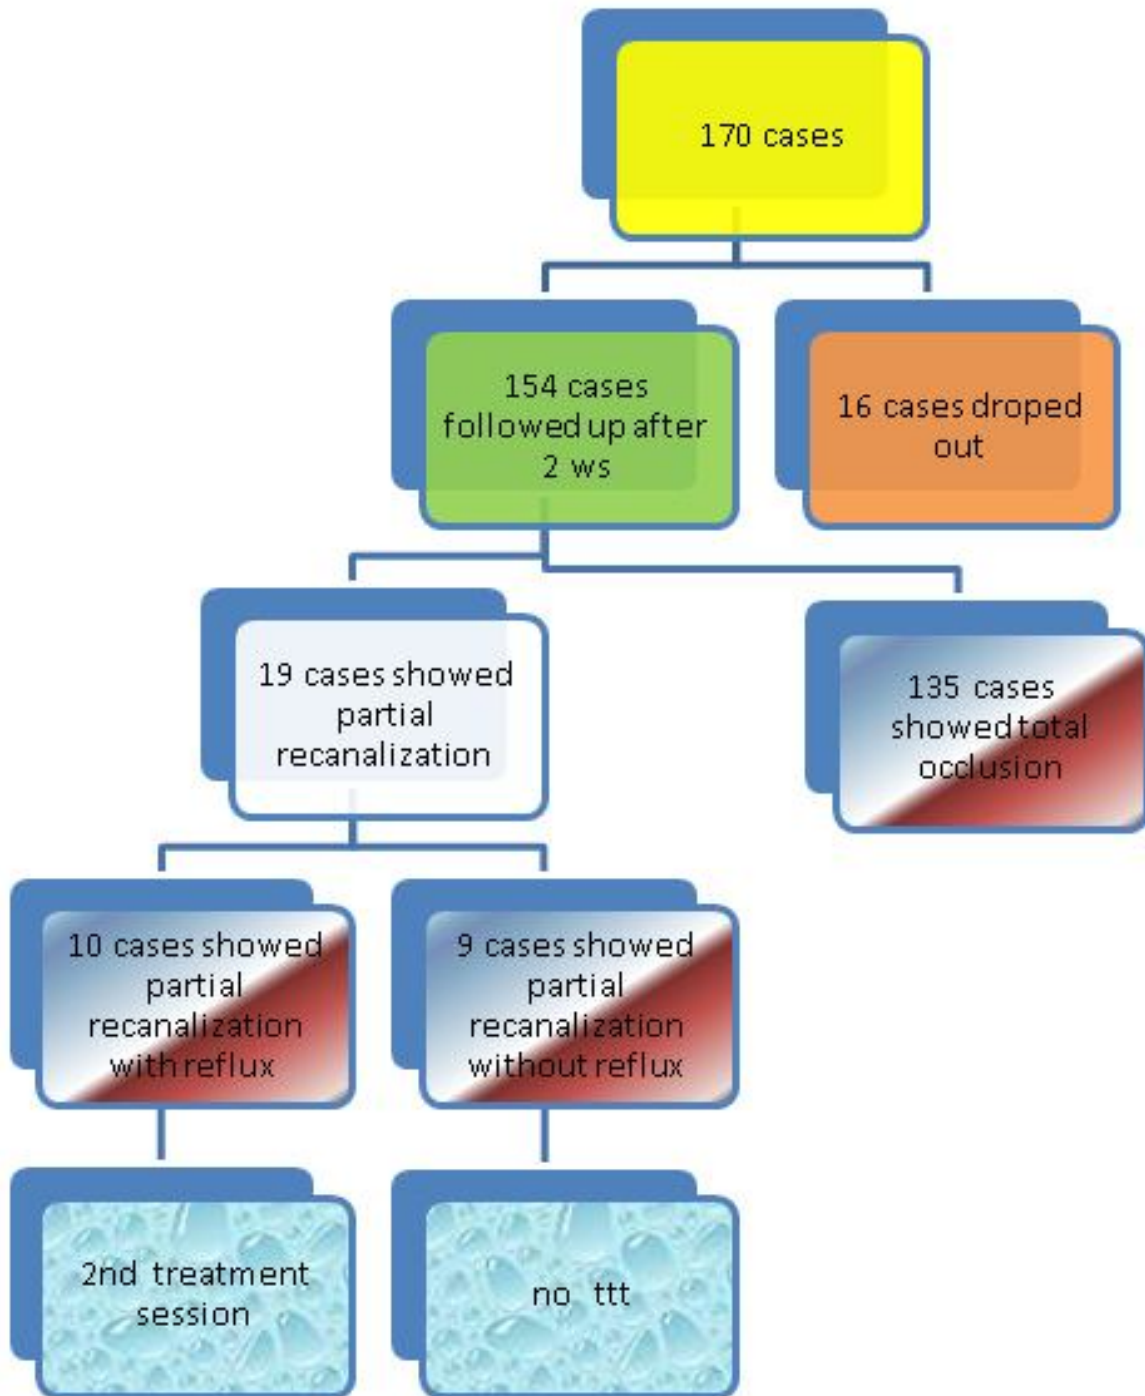 170 cases
154 cases
followed up after
2 ws
16 cases droped
out
19 cases showed
partial
recanalization
135 cases
showed total
occlusion
10 cases showed
partial
recanalization
with reflux
9 cases showed
partial
recanalization
without reflux
2nd treatment
session
no ttt